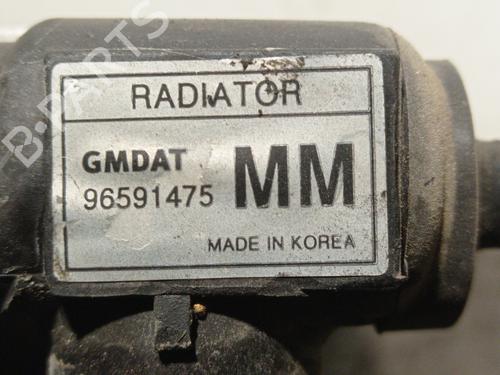 B-PARTS
RADIATOR
GMDAT
96591475
MM
MADE IN KOREA